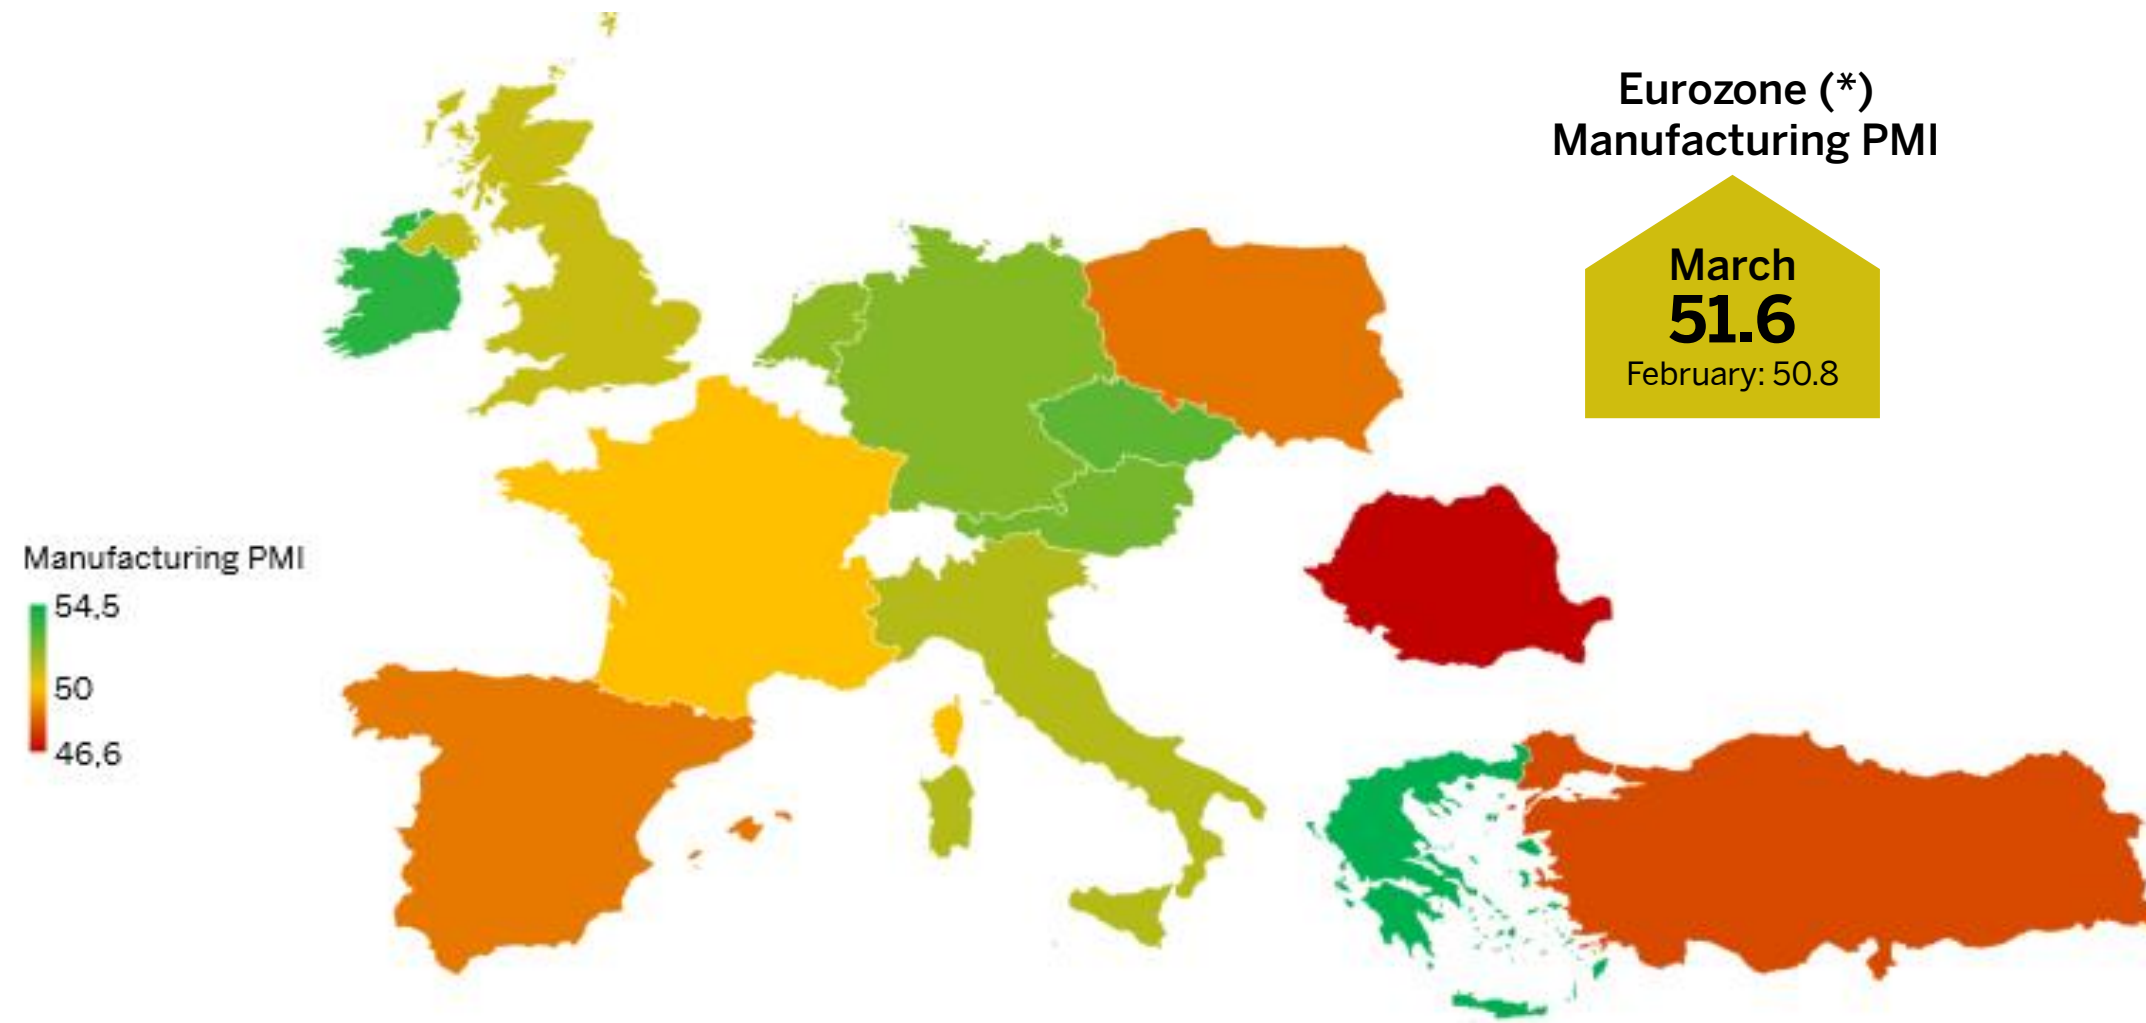 Eurozone (*)
Manufacturing PMI
March
51.6
February: 50.8
Manufacturing PMI
54,5
50
46,6